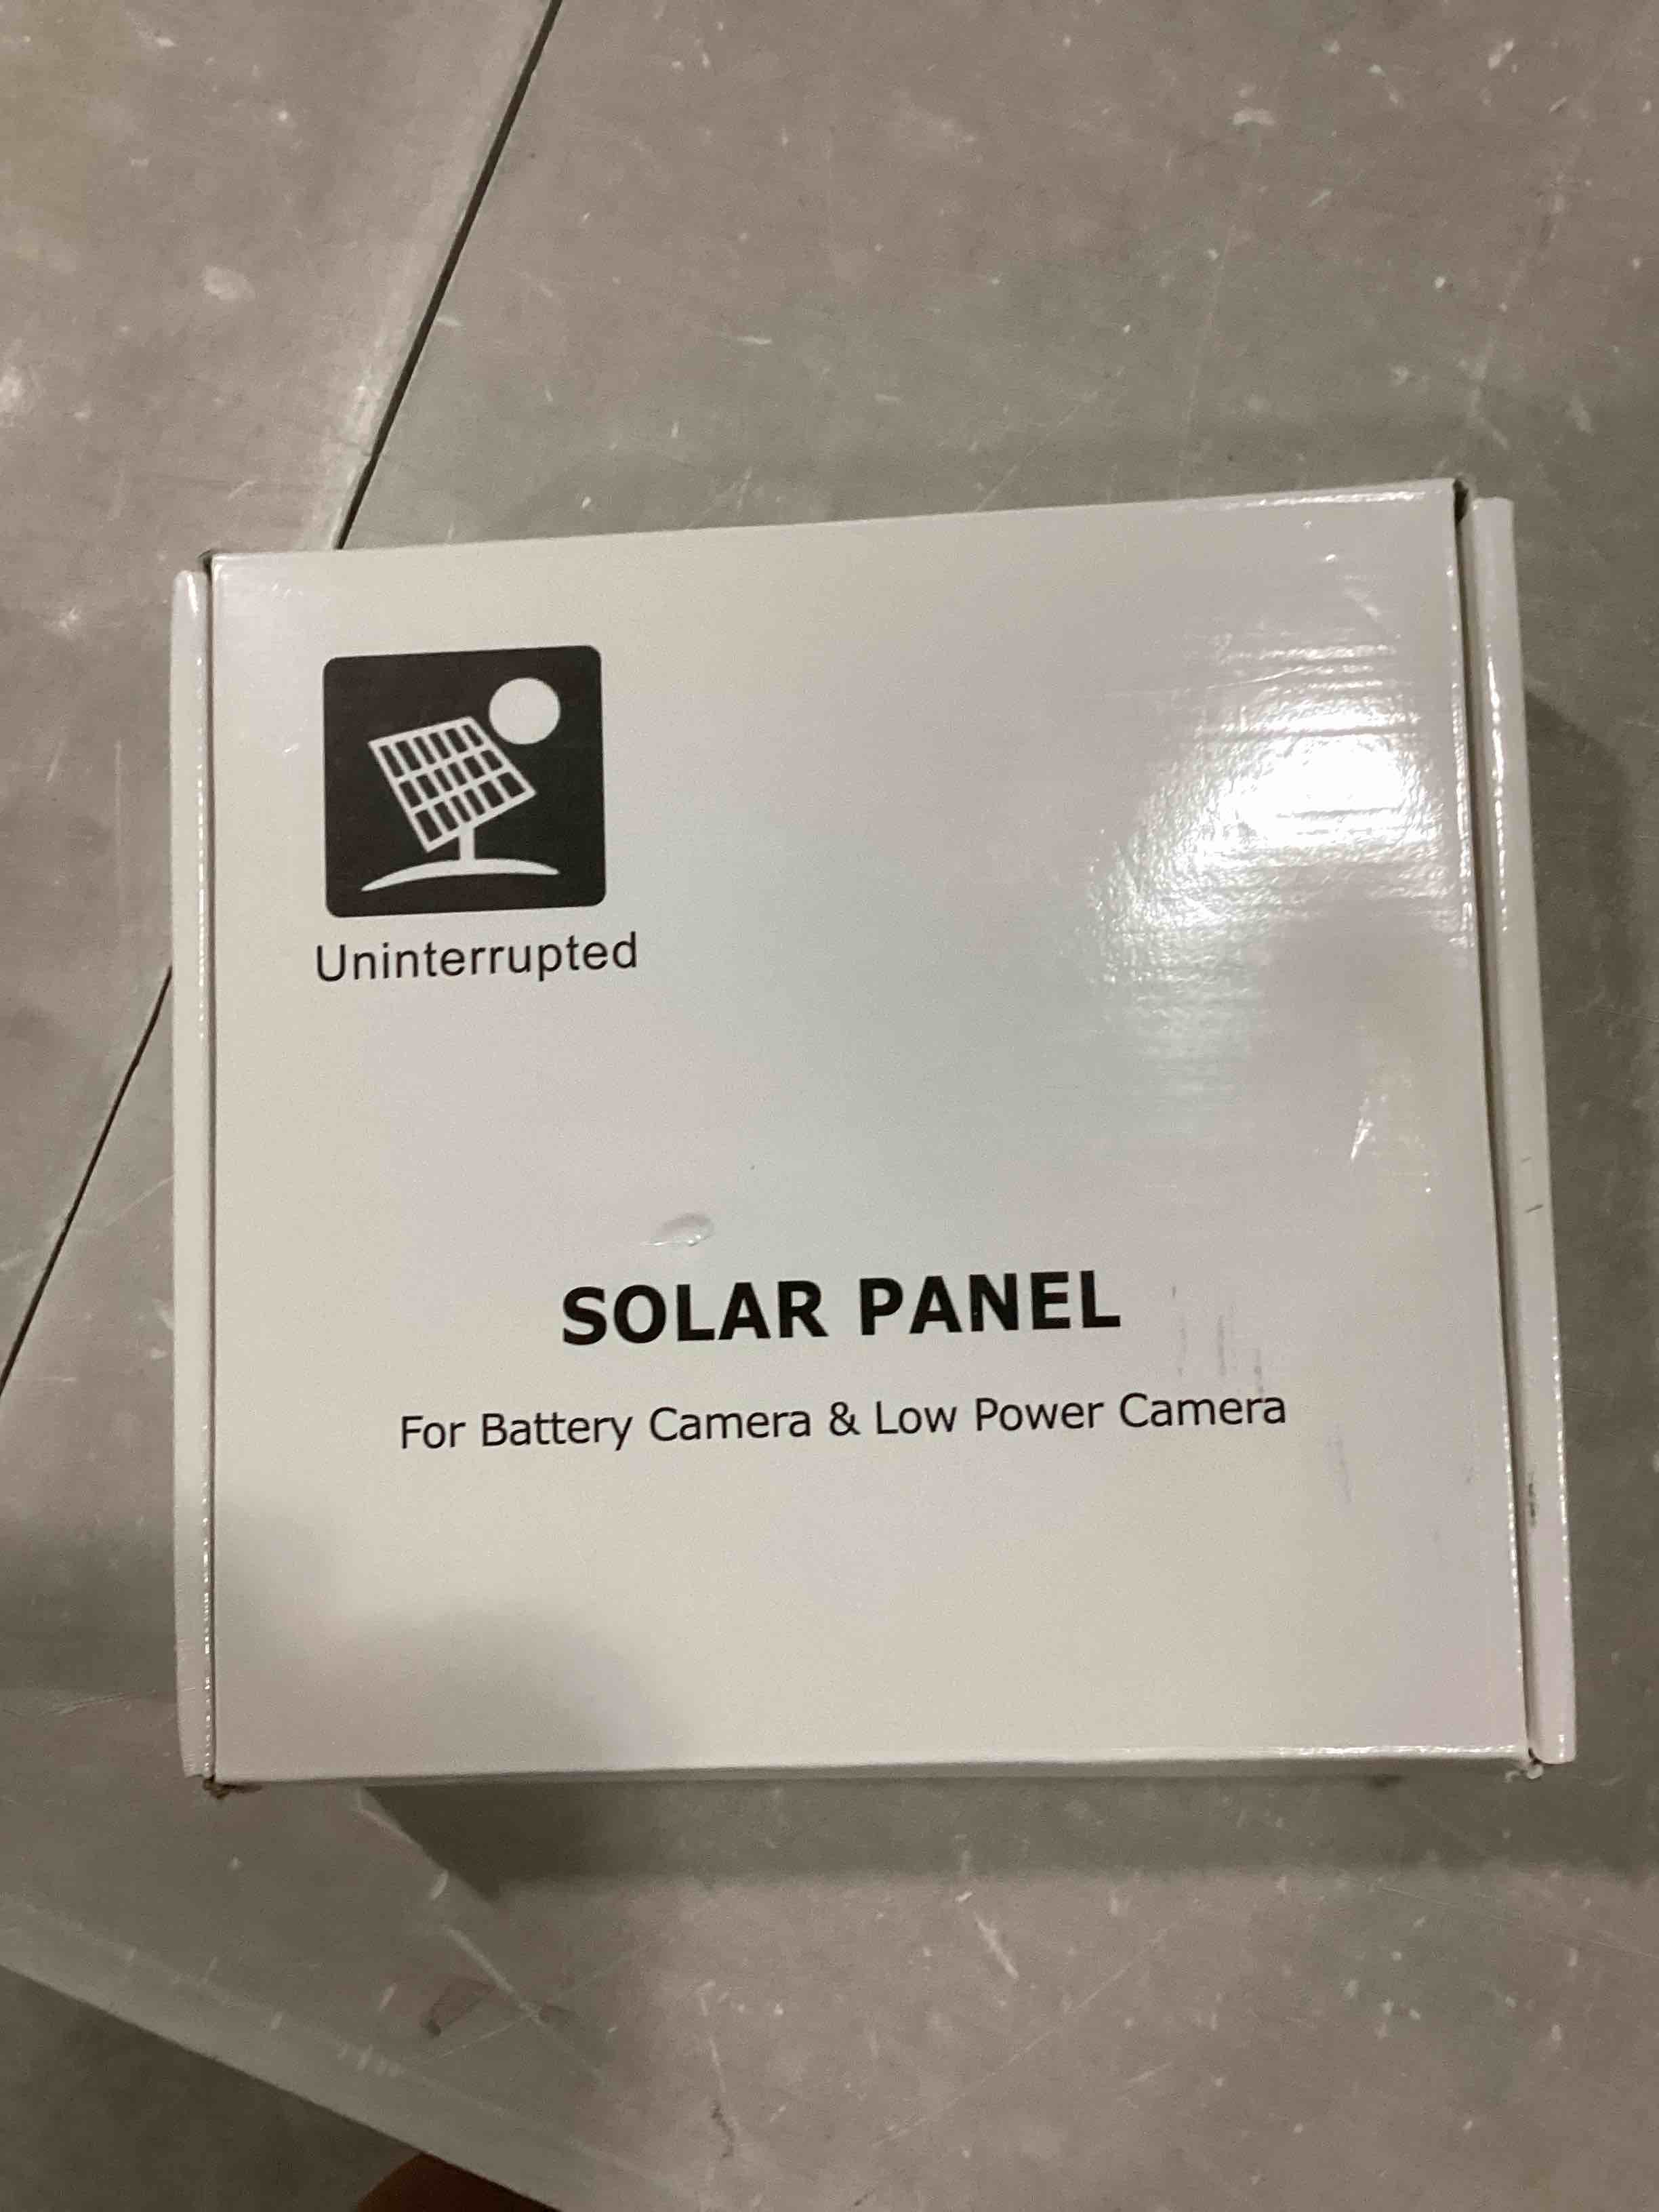 Uninterrupted
SOLAR PANEL
For Battery Camera & Low Power Camera